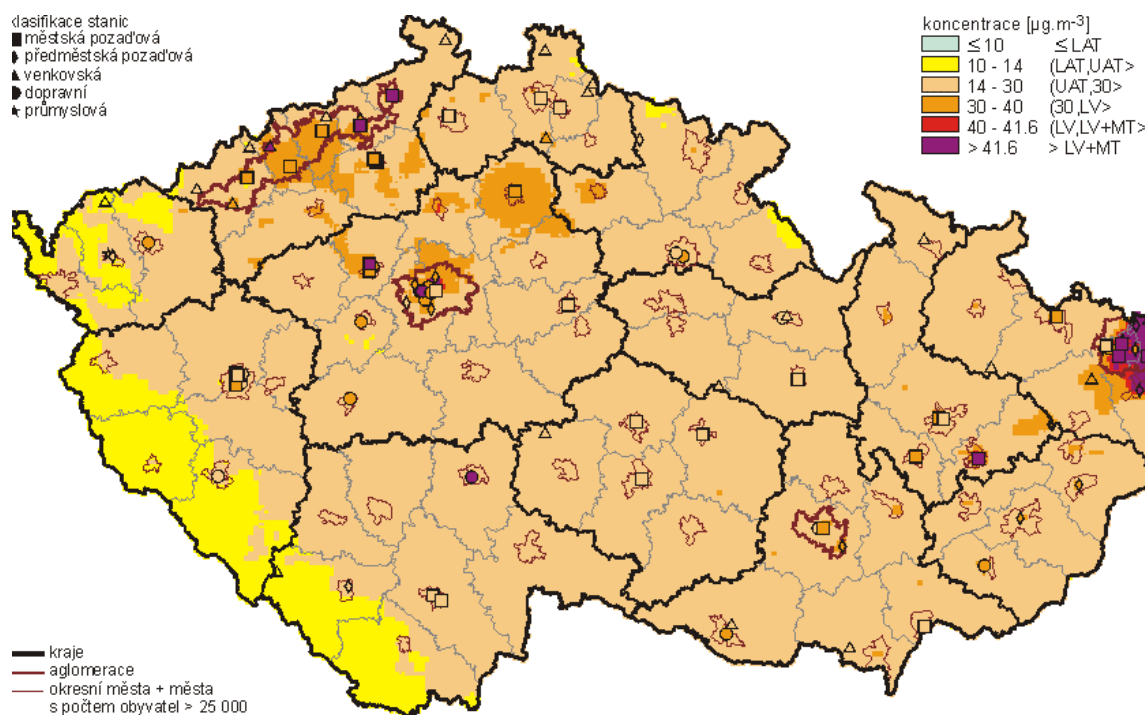 klasifikace stanic
městská pozaďová
předměstská pozaďová
venkovská
dopravní
průmyslová
koncentrace [µg.m-3]
≤ 10 ≤ LAT
10 - 14 (LAT,UAT>
14 - 30 (UAT,30>
30 - 40 (30,LV>
40 - 41.6 (LV,LV+MT>
> 41.6 > LV+MT
kraje
aglomerace
okresní města + města
s počtem obyvatel > 25 000